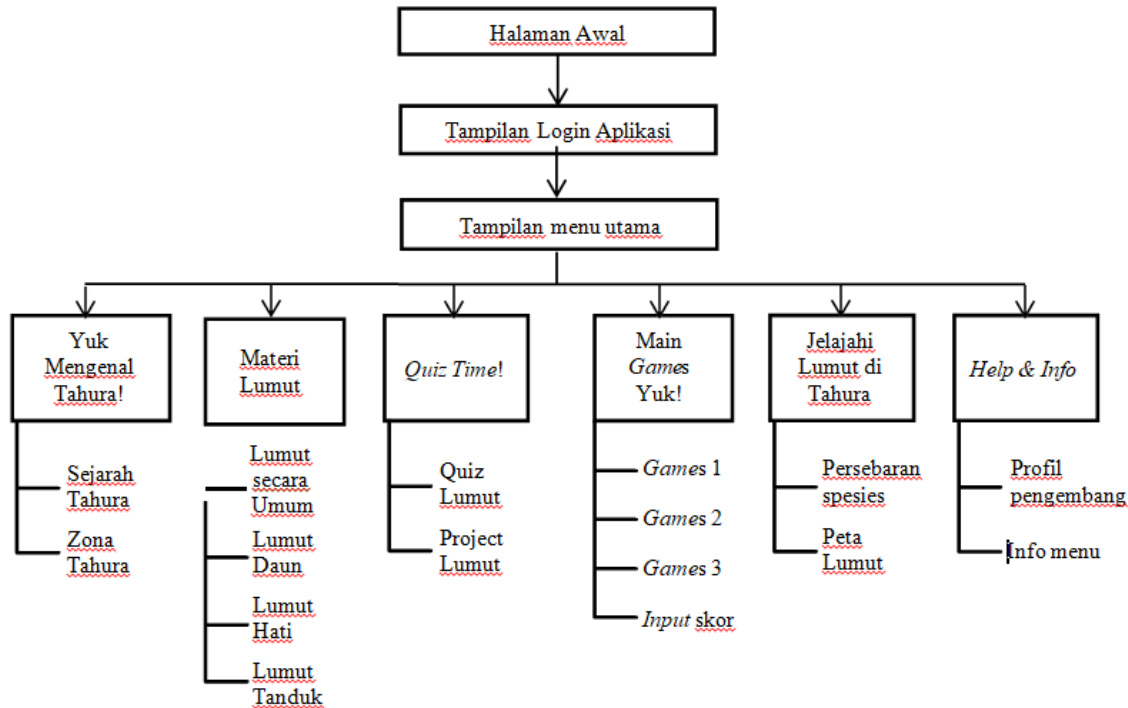 Halaman Awal
Tampilan Login Aplikasi
Tampilan menu utama
Yuk
Mengenal
Tahura!
Sejarah
Tahura
Zona
Tahura
Materi
Lumut
Lumut
secara
Umum
Lumut
Daun
Lumut
Hati
Lumut
Tanduk
Quiz Time!
Quiz
Lumut
Project
Lumut
Main
Games
Yuk!
Games 1
Games 2
Games 3
Input skor
Jelajahi
Lumut di
Tahura
Persebaran
spesies
Peta
Lumut
Help & Info
Profil
pengembang
Info menu